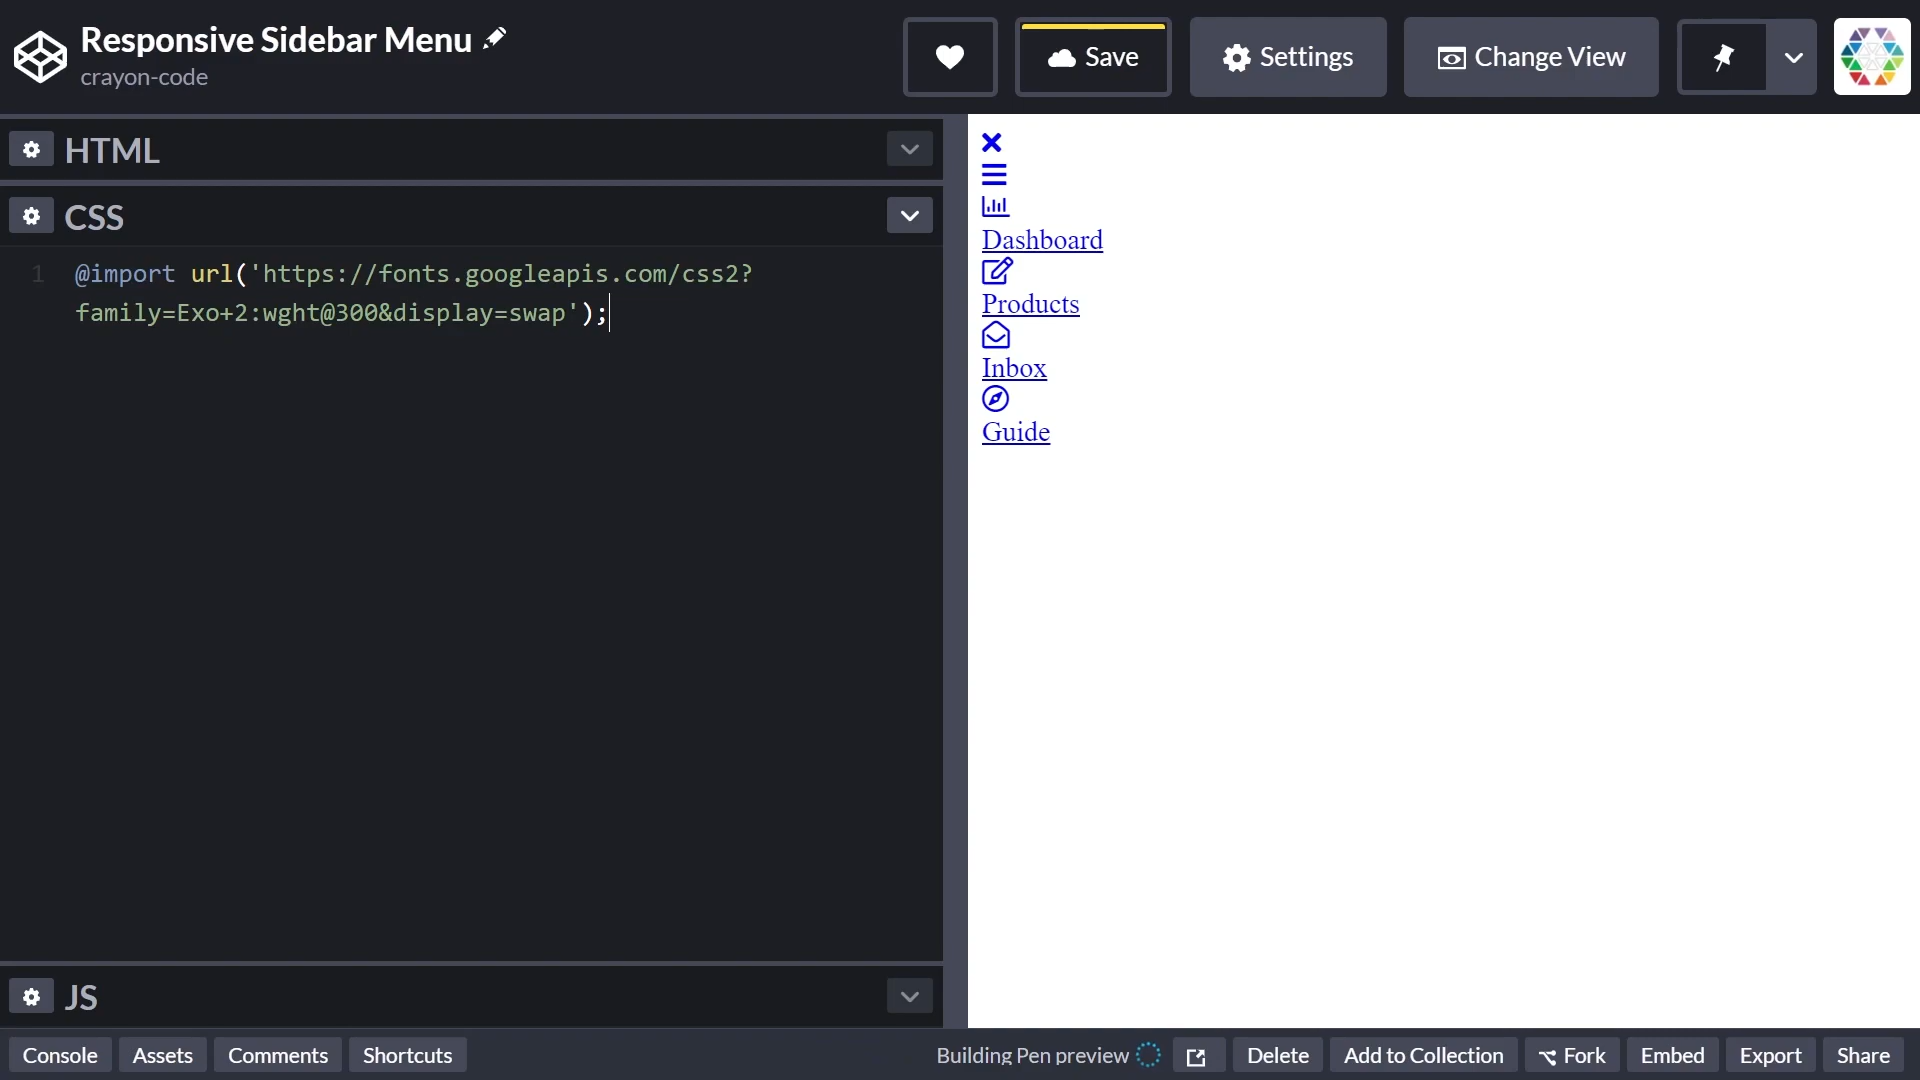 Responsive Sidebar Menu
crayon-code
Save
Settings
Change View
HTML
CSS
1 @import url('https://fonts.googleapis.com/css2?
family=Exo+2:wght@300&display=swap');
JS
Dashboard
Products
Inbox
Guide
Console
Assets
Comments
Shortcuts
Building Pen preview
Delete
Add to Collection
Fork
Embed
Export
Share